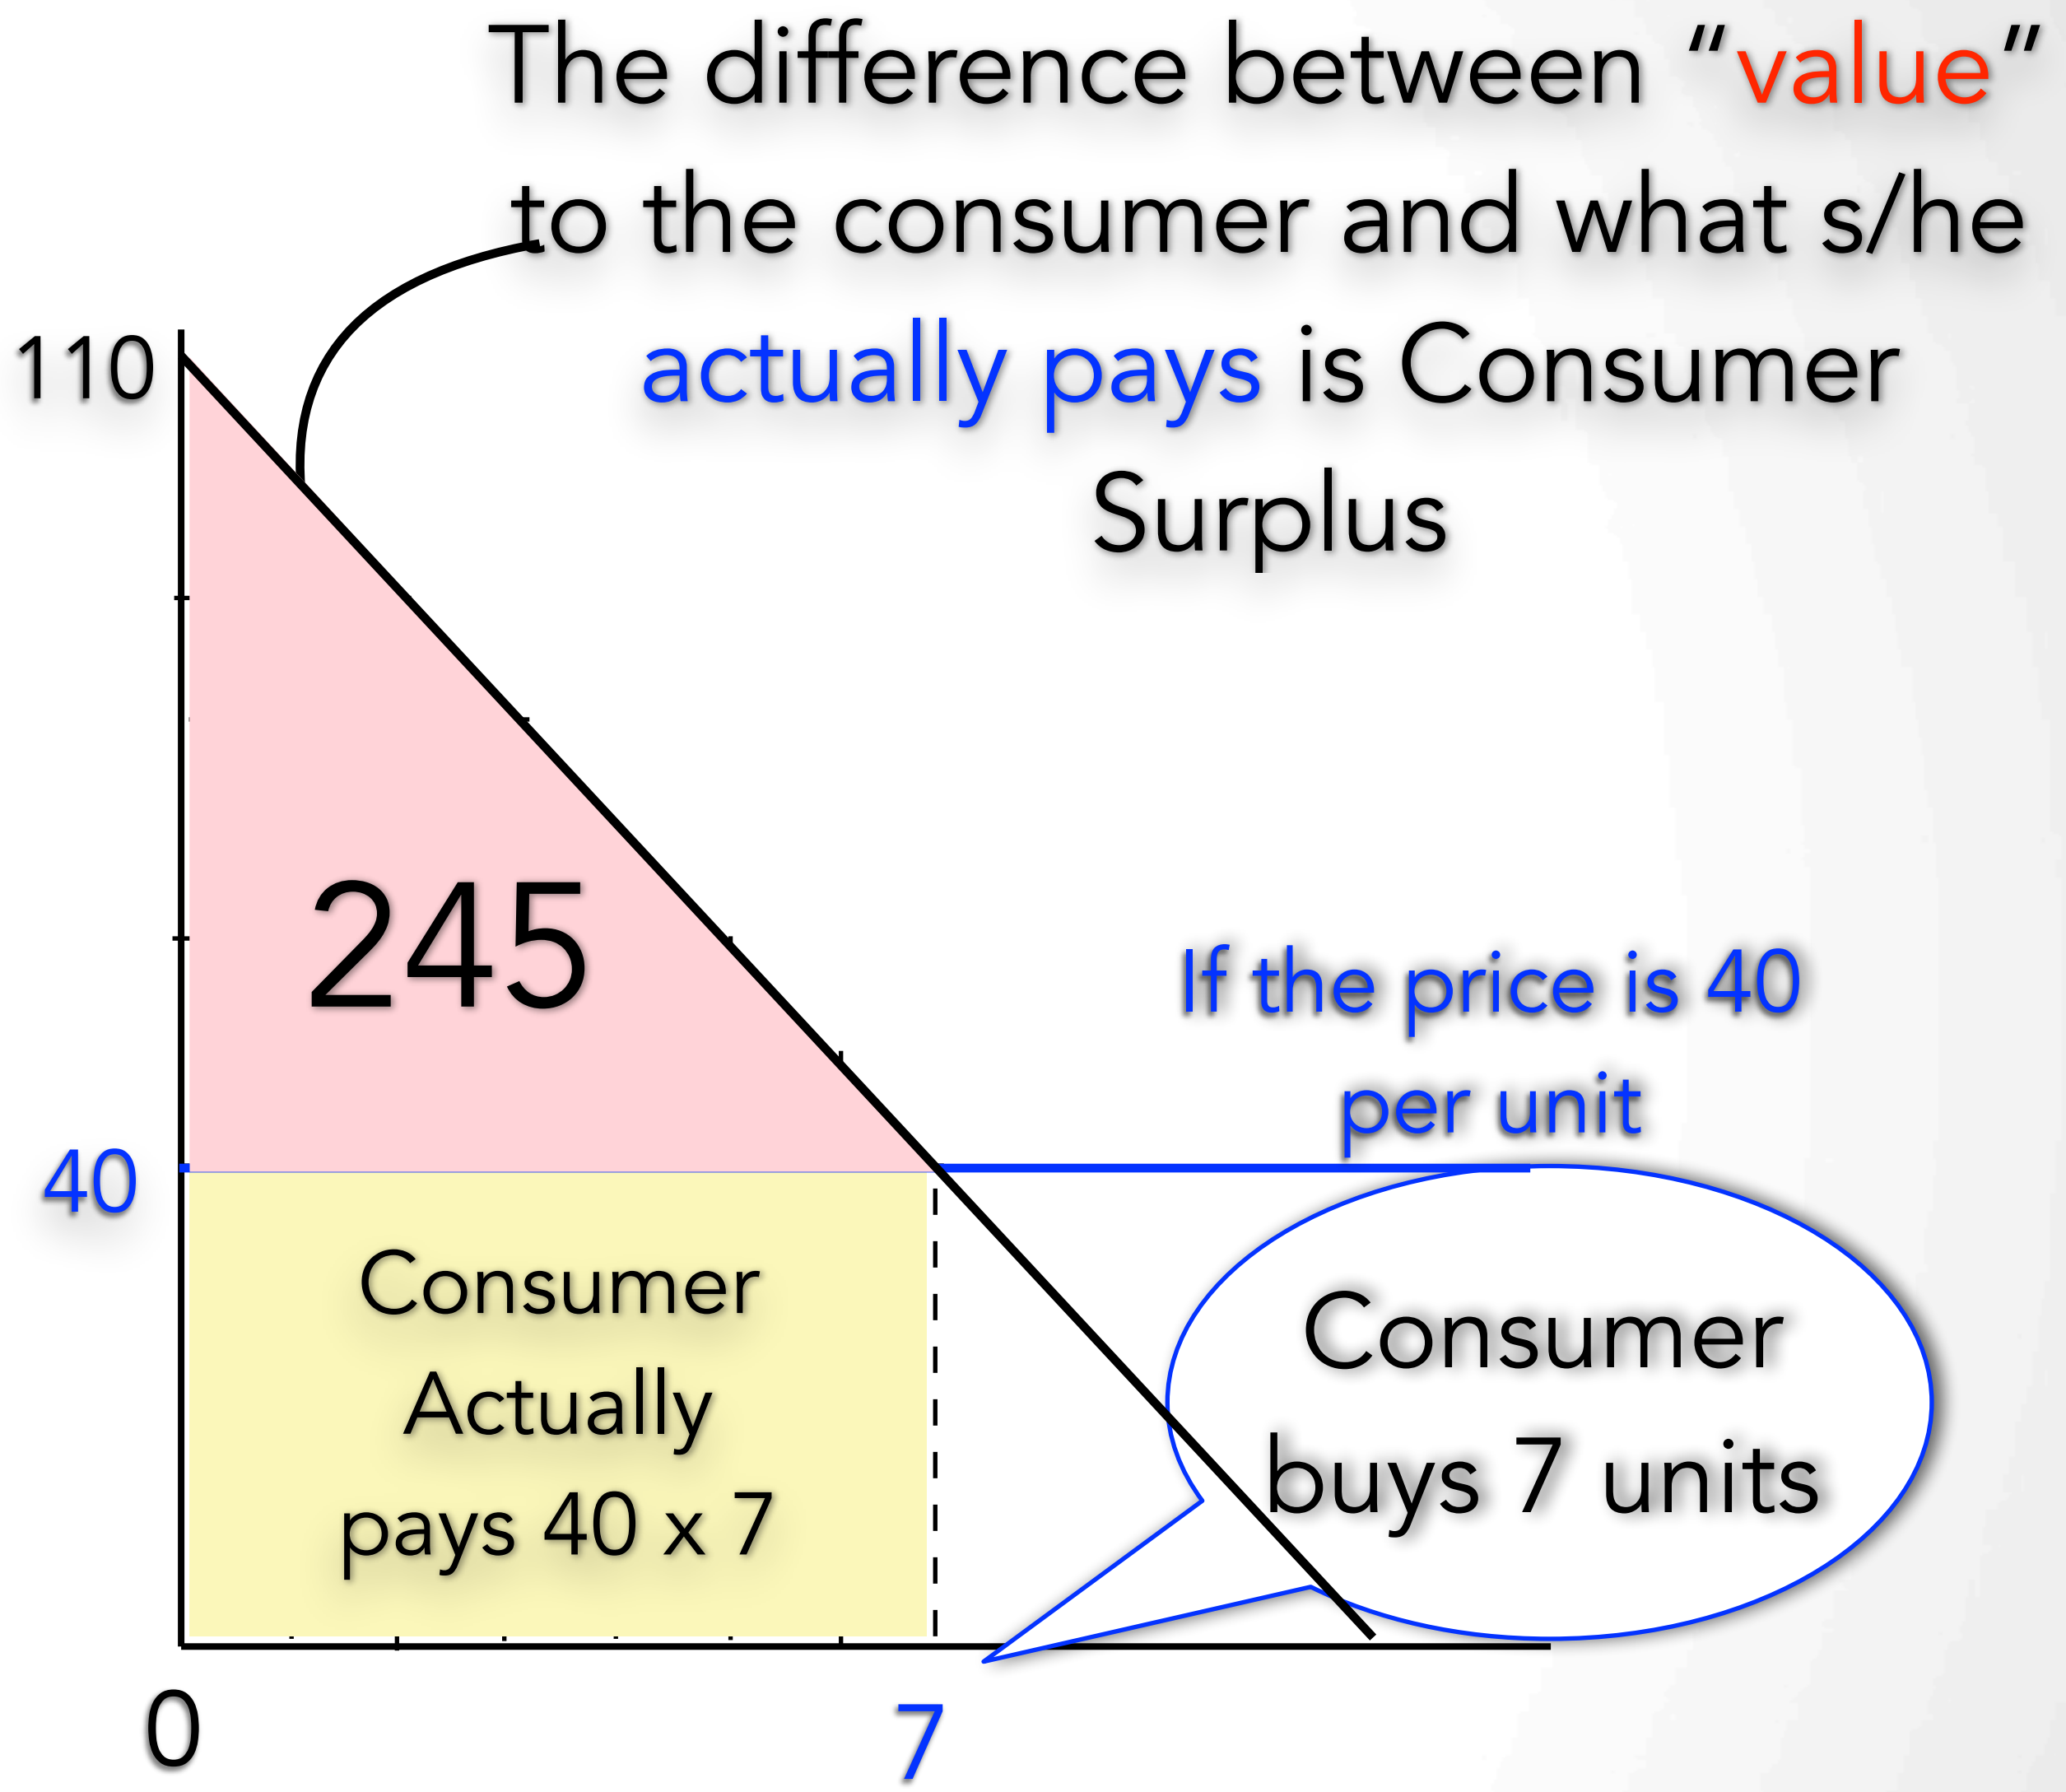 The difference between “value”
to the consumer and what s/he
actually pays is Consumer
Surplus
110
245
If the price is 40
per unit
40
Consumer
Actually
pays 40 x 7
Consumer
buys 7 units
0
7